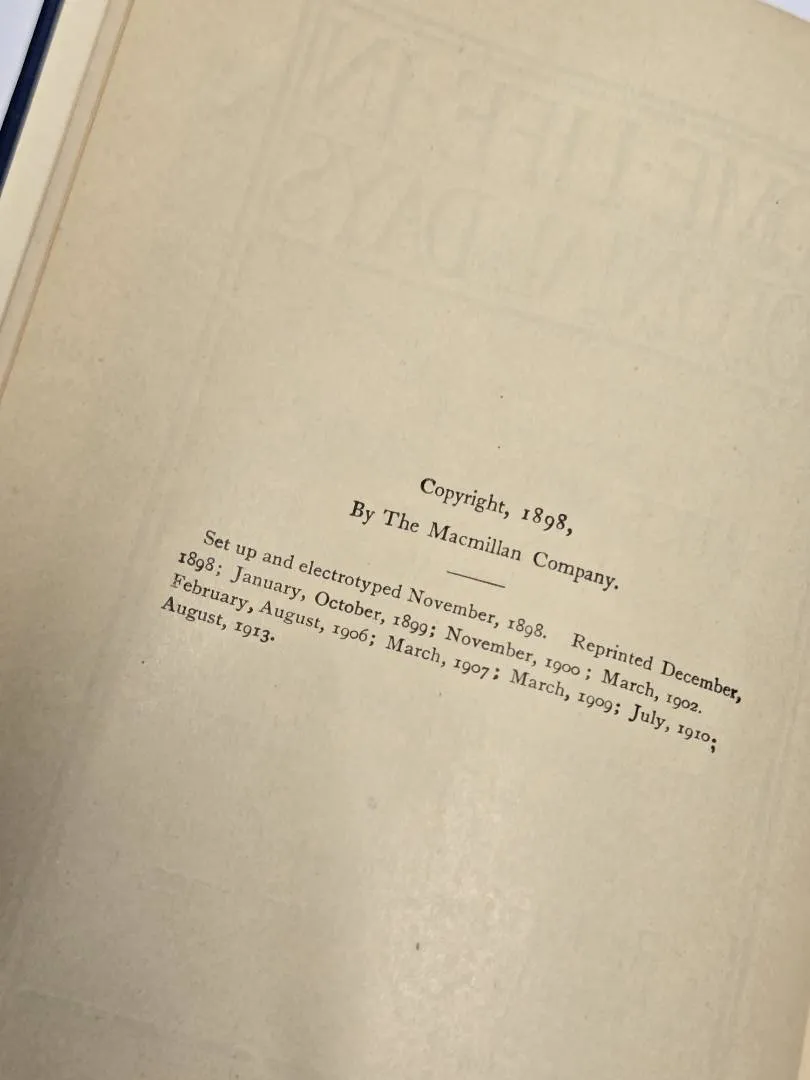 Copyright, 1898,
By The Macmillan Company.
Set up and electrotyped November, 1898. Reprinted December,
1898; January, October, 1899; November, 1900; March, 1902.
February, August, 1906; March, 1907; March, 1909; July, 1910;
August, 1913.